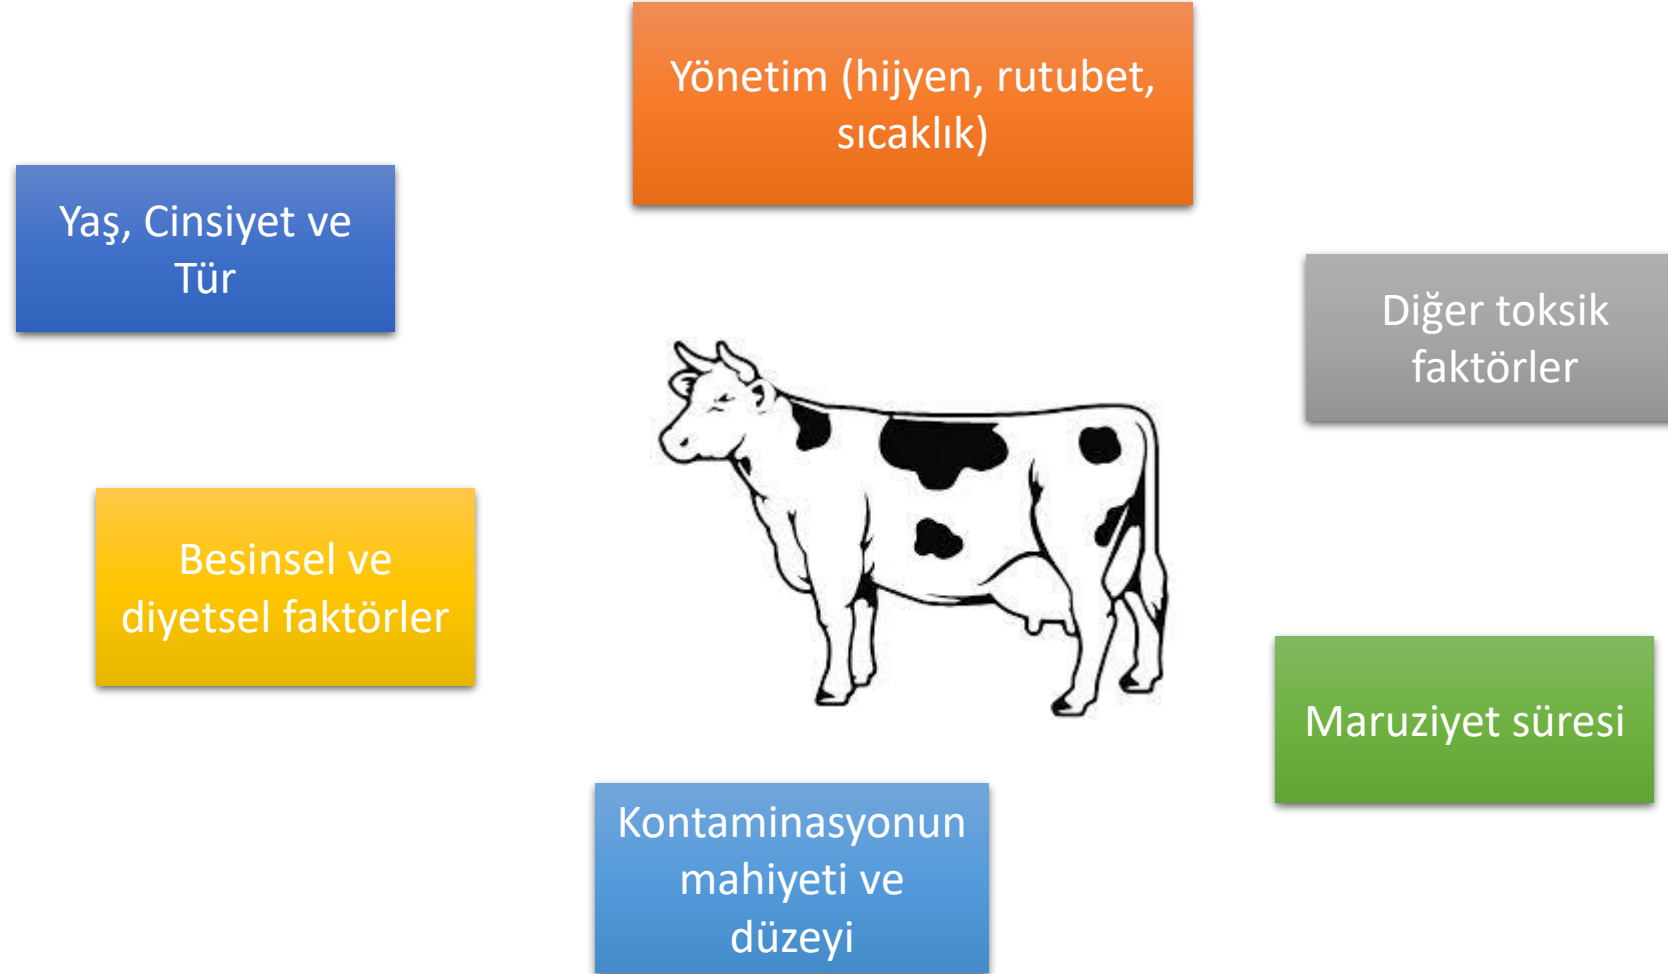 Yönetim (hijyen, rutubet,
sıcaklık)
Yaş, Cinsiyet ve
Tür
Diğer toksik
faktörler
Besinsel ve
diyetsel faktörler
Maruziyet süresi
Kontaminasyonun
mahiyeti ve
düzeyi